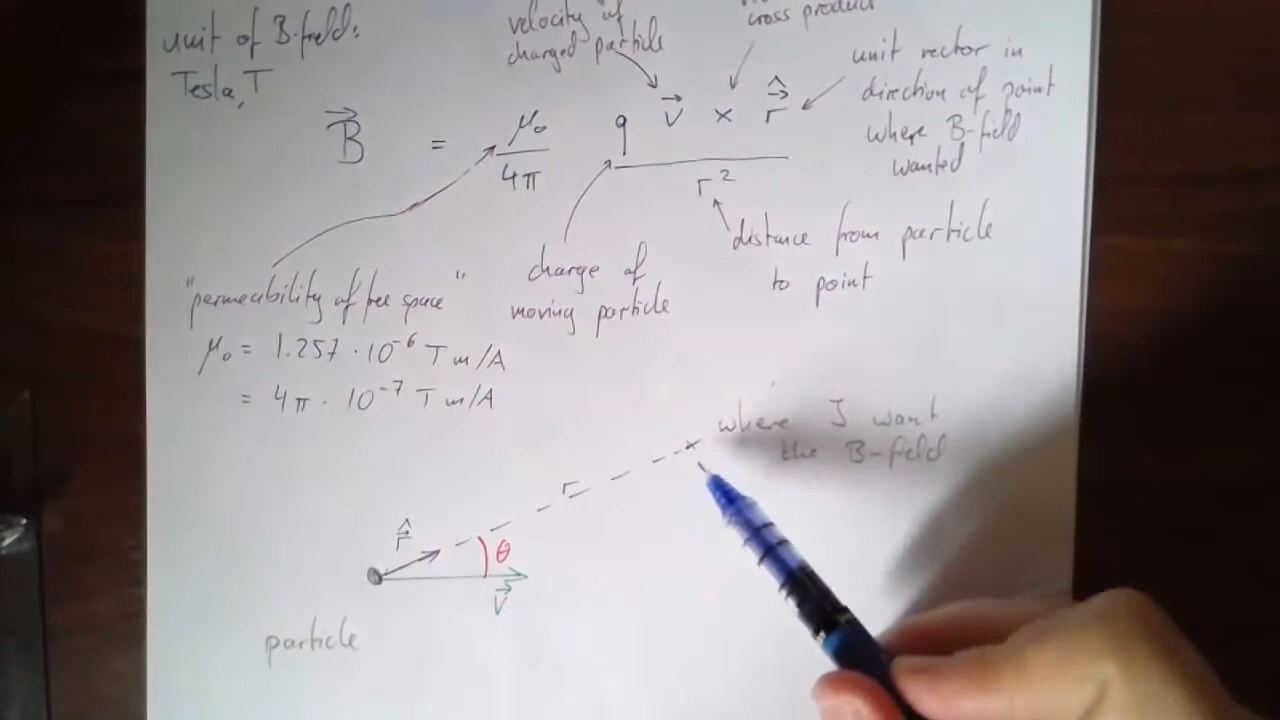 unit of B-field:
Tesla, T
velocity of
charged particle
cross product
unit vector in
direction of point
where B-field
wanted
B⃗ = μ₀/4π q v⃗ × r̂⃗ / r²
distance from particle
to point
charge of
moving particle
"permeability of free space"
μ₀ = 1.257 · 10⁻⁶ T m/A
= 4π · 10⁻⁷ T m/A
where I want
the B-field
r
r̂⃗
θ
v⃗
particle